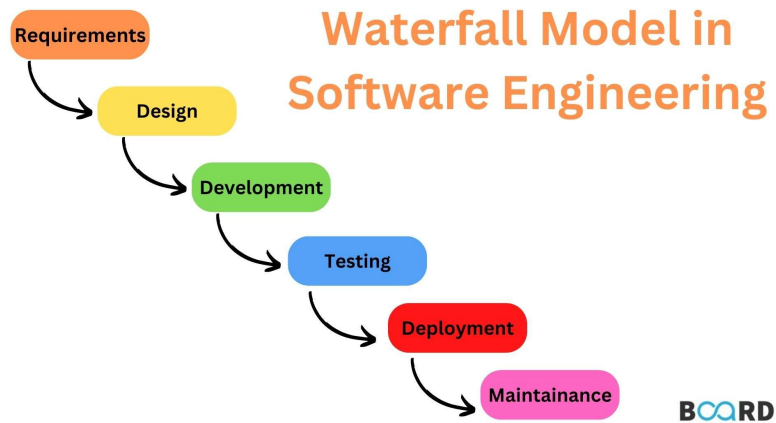 Waterfall Model in
Software Engineering
Requirements
Design
Development
Testing
Deployment
Maintainance
BOARD